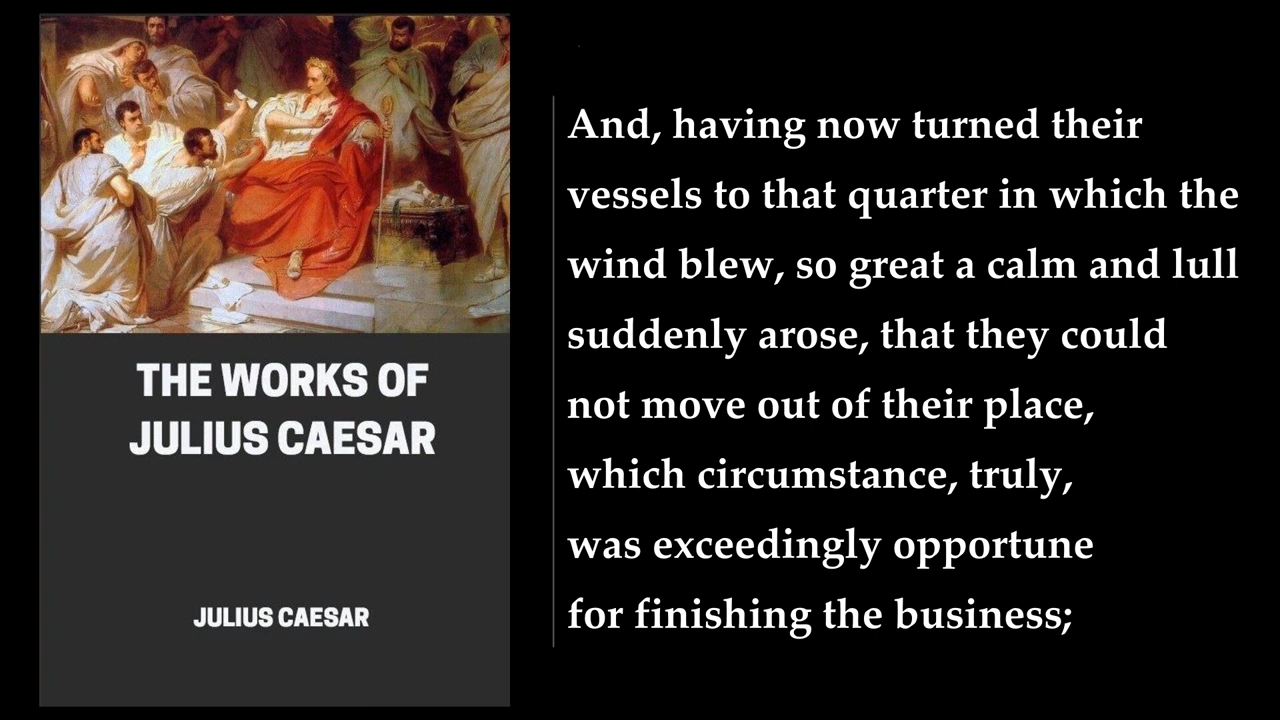 THE WORKS OF
JULIUS CAESAR
JULIUS CAESAR
And, having now turned their
vessels to that quarter in which the
wind blew, so great a calm and lull
suddenly arose, that they could
not move out of their place,
which circumstance, truly,
was exceedingly opportune
for finishing the business;